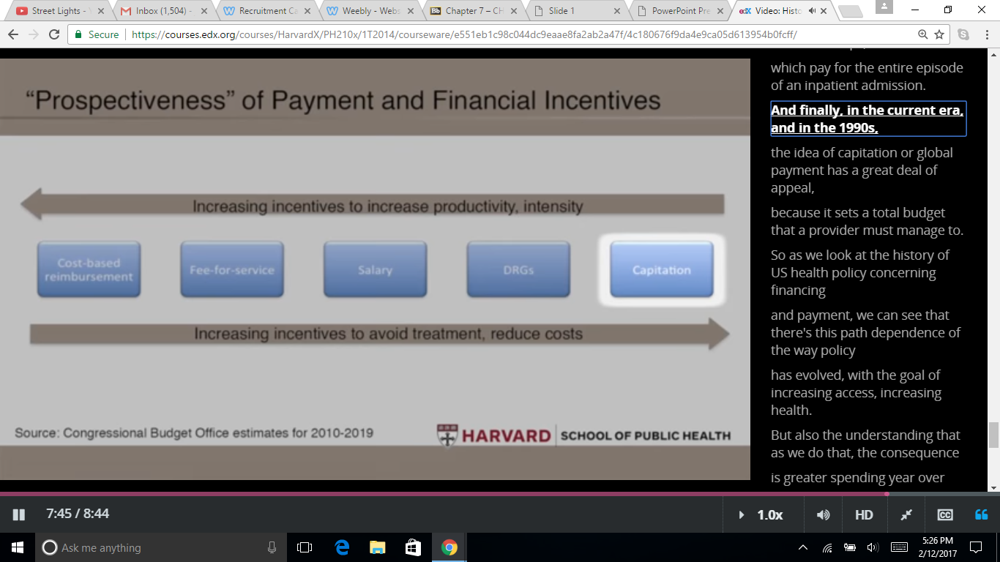 Street Lights -
Inbox (1,504) -
Recruitment Ca
Weebly - Webs
Bb
Chapter 7 – CH
Slide 1
PowerPoint Pre
edX
Video: Histo
Secure
https://courses.edx.org/courses/HarvardX/PH210x/1T2014/courseware/e551eb1c98c044dc9eaae8fa2ab2a47f/4c180676f9da4e9ca05d613954b0fcff/
“Prospectiveness” of Payment and Financial Incentives
Increasing incentives to increase productivity, intensity
Cost-based
reimbursement
Fee-for-service
Salary
DRGs
Capitation
Increasing incentives to avoid treatment, reduce costs
Source: Congressional Budget Office estimates for 2010-2019
HARVARD
SCHOOL OF PUBLIC HEALTH
which pay for the entire episode
of an inpatient admission.
And finally, in the current era,
and in the 1990s,
the idea of capitation or global
payment has a great deal of
appeal,
because it sets a total budget
that a provider must manage to.
So as we look at the history of
US health policy concerning
financing
and payment, we can see that
there's this path dependence of
the way policy
has evolved, with the goal of
increasing access, increasing
health.
But also the understanding that
as we do that, the consequence
is greater spending year over
7:45 / 8:44
1.0x
HD
CC
Ask me anything
5:26 PM
2/12/2017